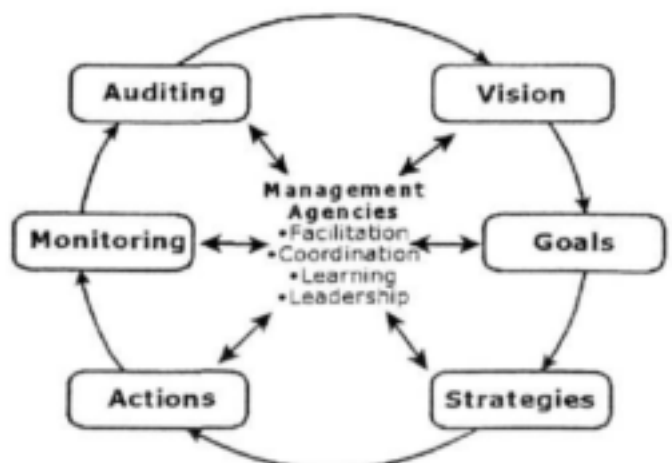 Auditing
Vision
Management
Agencies
•Facilitation
•Coordination
•Learning
•Leadership
Monitoring
Goals
Actions
Strategies